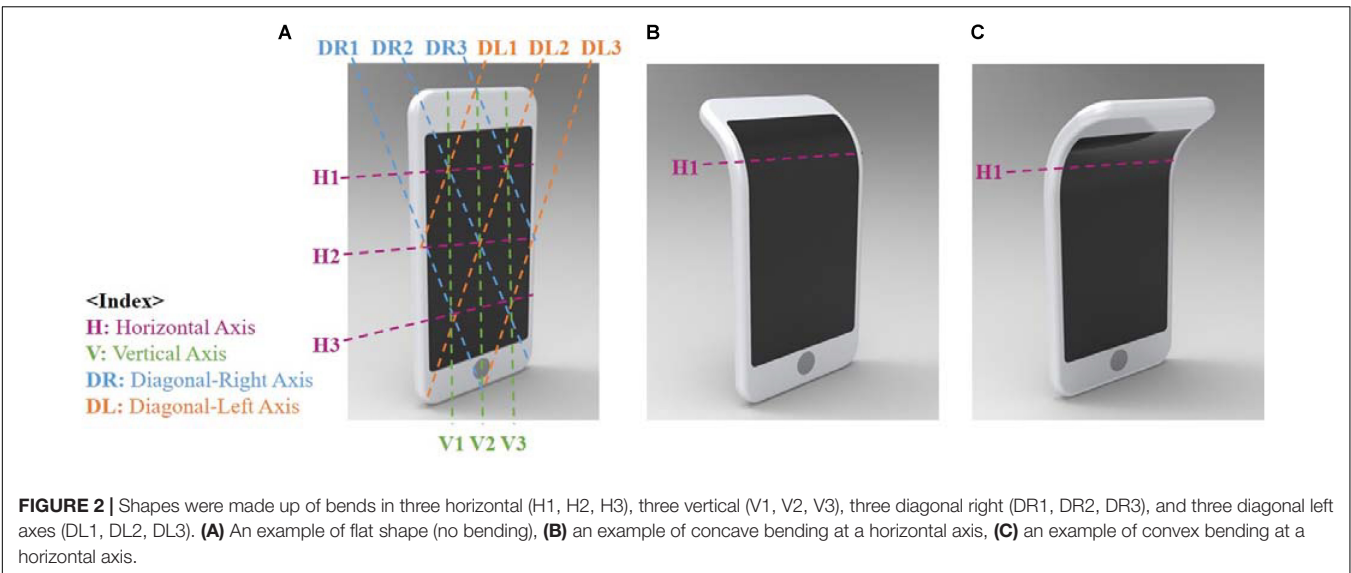 A
B
C
DR1 DR2 DR3 DL1 DL2 DL3
H1
H1
H1
H2
<Index>
H: Horizontal Axis
H3
V: Vertical Axis
DR: Diagonal-Right Axis
DL: Diagonal-Left Axis
V1 V2 V3
FIGURE 2 | Shapes were made up of bends in three horizontal (H1, H2, H3), three vertical (V1, V2, V3), three diagonal right (DR1, DR2, DR3), and three diagonal left
axes (DL1, DL2, DL3). (A) An example of flat shape (no bending), (B) an example of concave bending at a horizontal axis, (C) an example of convex bending at a
horizontal axis.